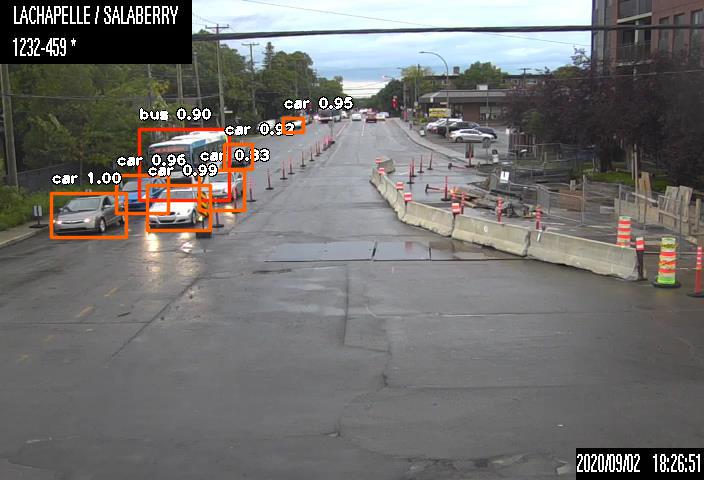 LACHAPELLE / SALABERRY
1232-459 *
car 0.95
bus 0.90
car 0.92
car 0.96
car 0.83
car 0.99
car 1.00
2020/09/02 18:26:51